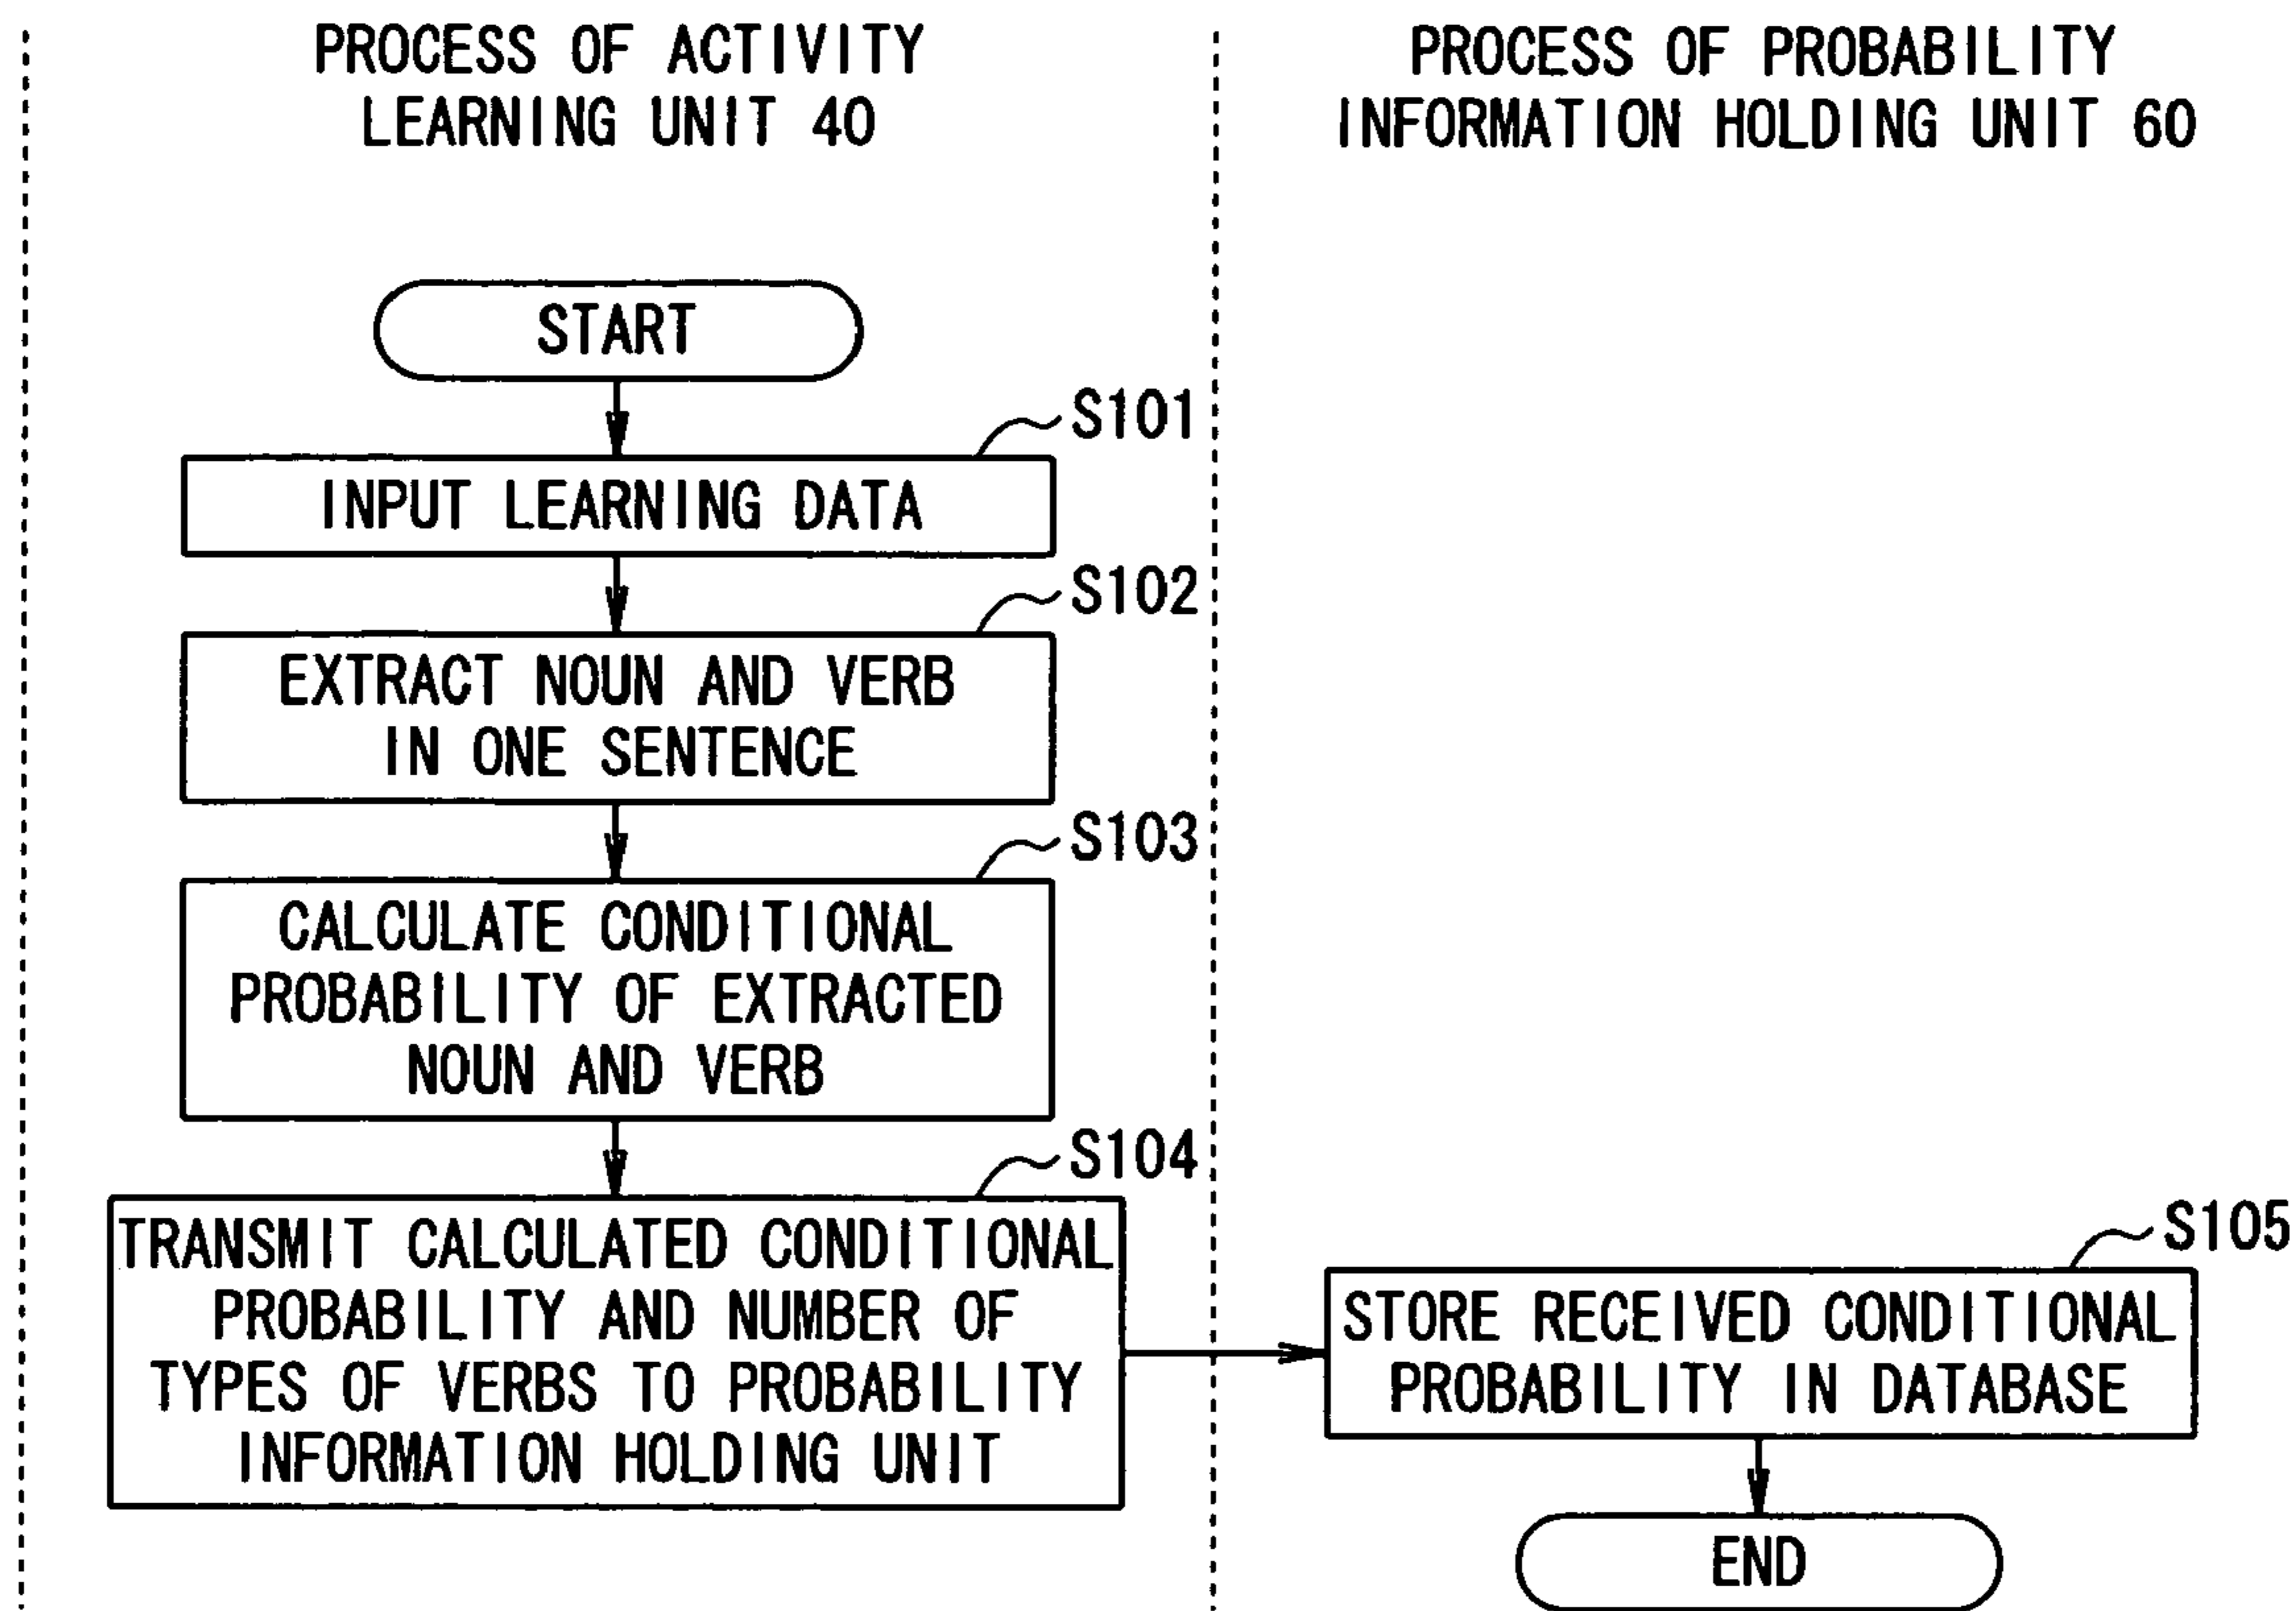 PROCESS OF ACTIVITY
LEARNING UNIT 40
PROCESS OF PROBABILITY
INFORMATION HOLDING UNIT 60
START
S101
INPUT LEARNING DATA
S102
EXTRACT NOUN AND VERB
IN ONE SENTENCE
S103
CALCULATE CONDITIONAL
PROBABILITY OF EXTRACTED
NOUN AND VERB
S104
TRANSMIT CALCULATED CONDITIONAL
PROBABILITY AND NUMBER OF
TYPES OF VERBS TO PROBABILITY
INFORMATION HOLDING UNIT
S105
STORE RECEIVED CONDITIONAL
PROBABILITY IN DATABASE
END